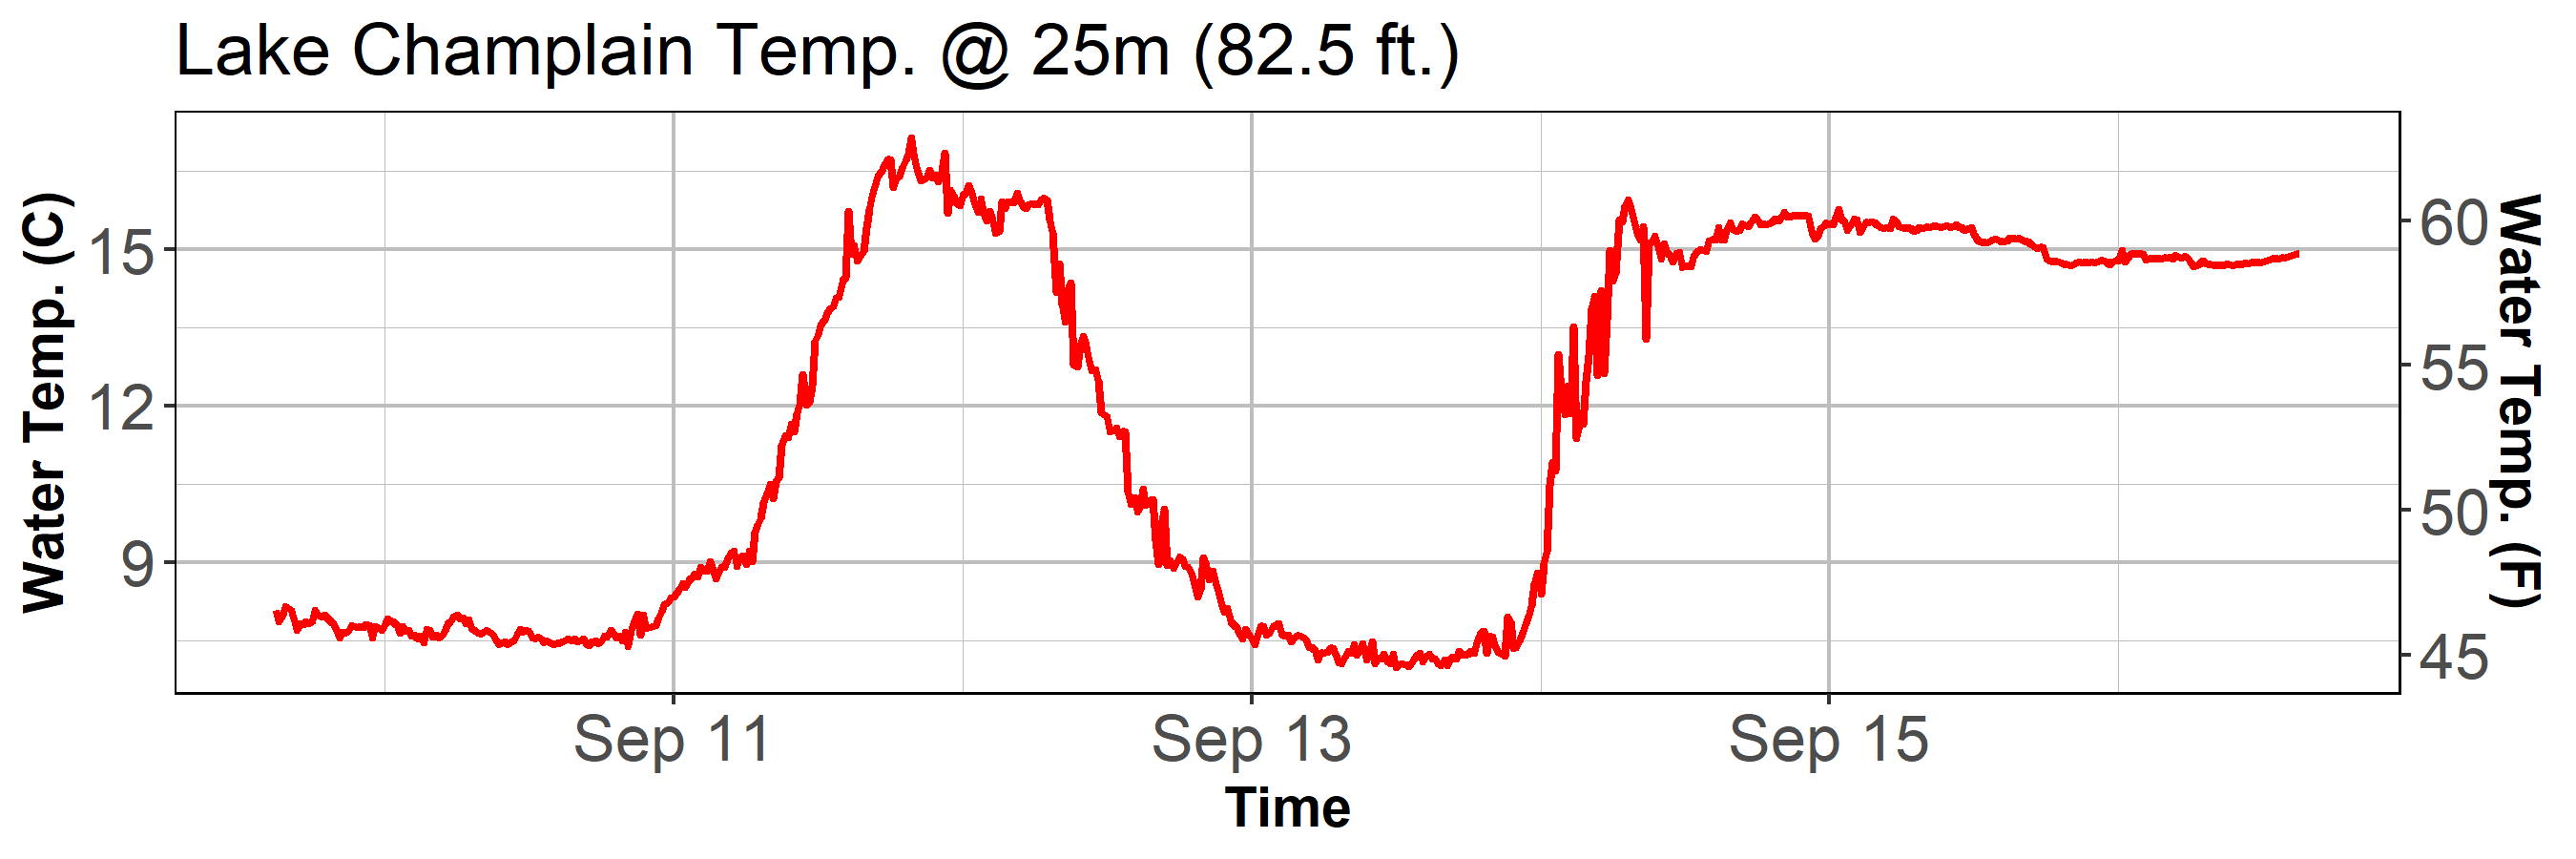 Lake Champlain Temp. @ 25m (82.5 ft.)
Water Temp. (C)
15
12
9
60
55
50
45
Water Temp. (F)
Sep 11
Sep 13
Sep 15
Time